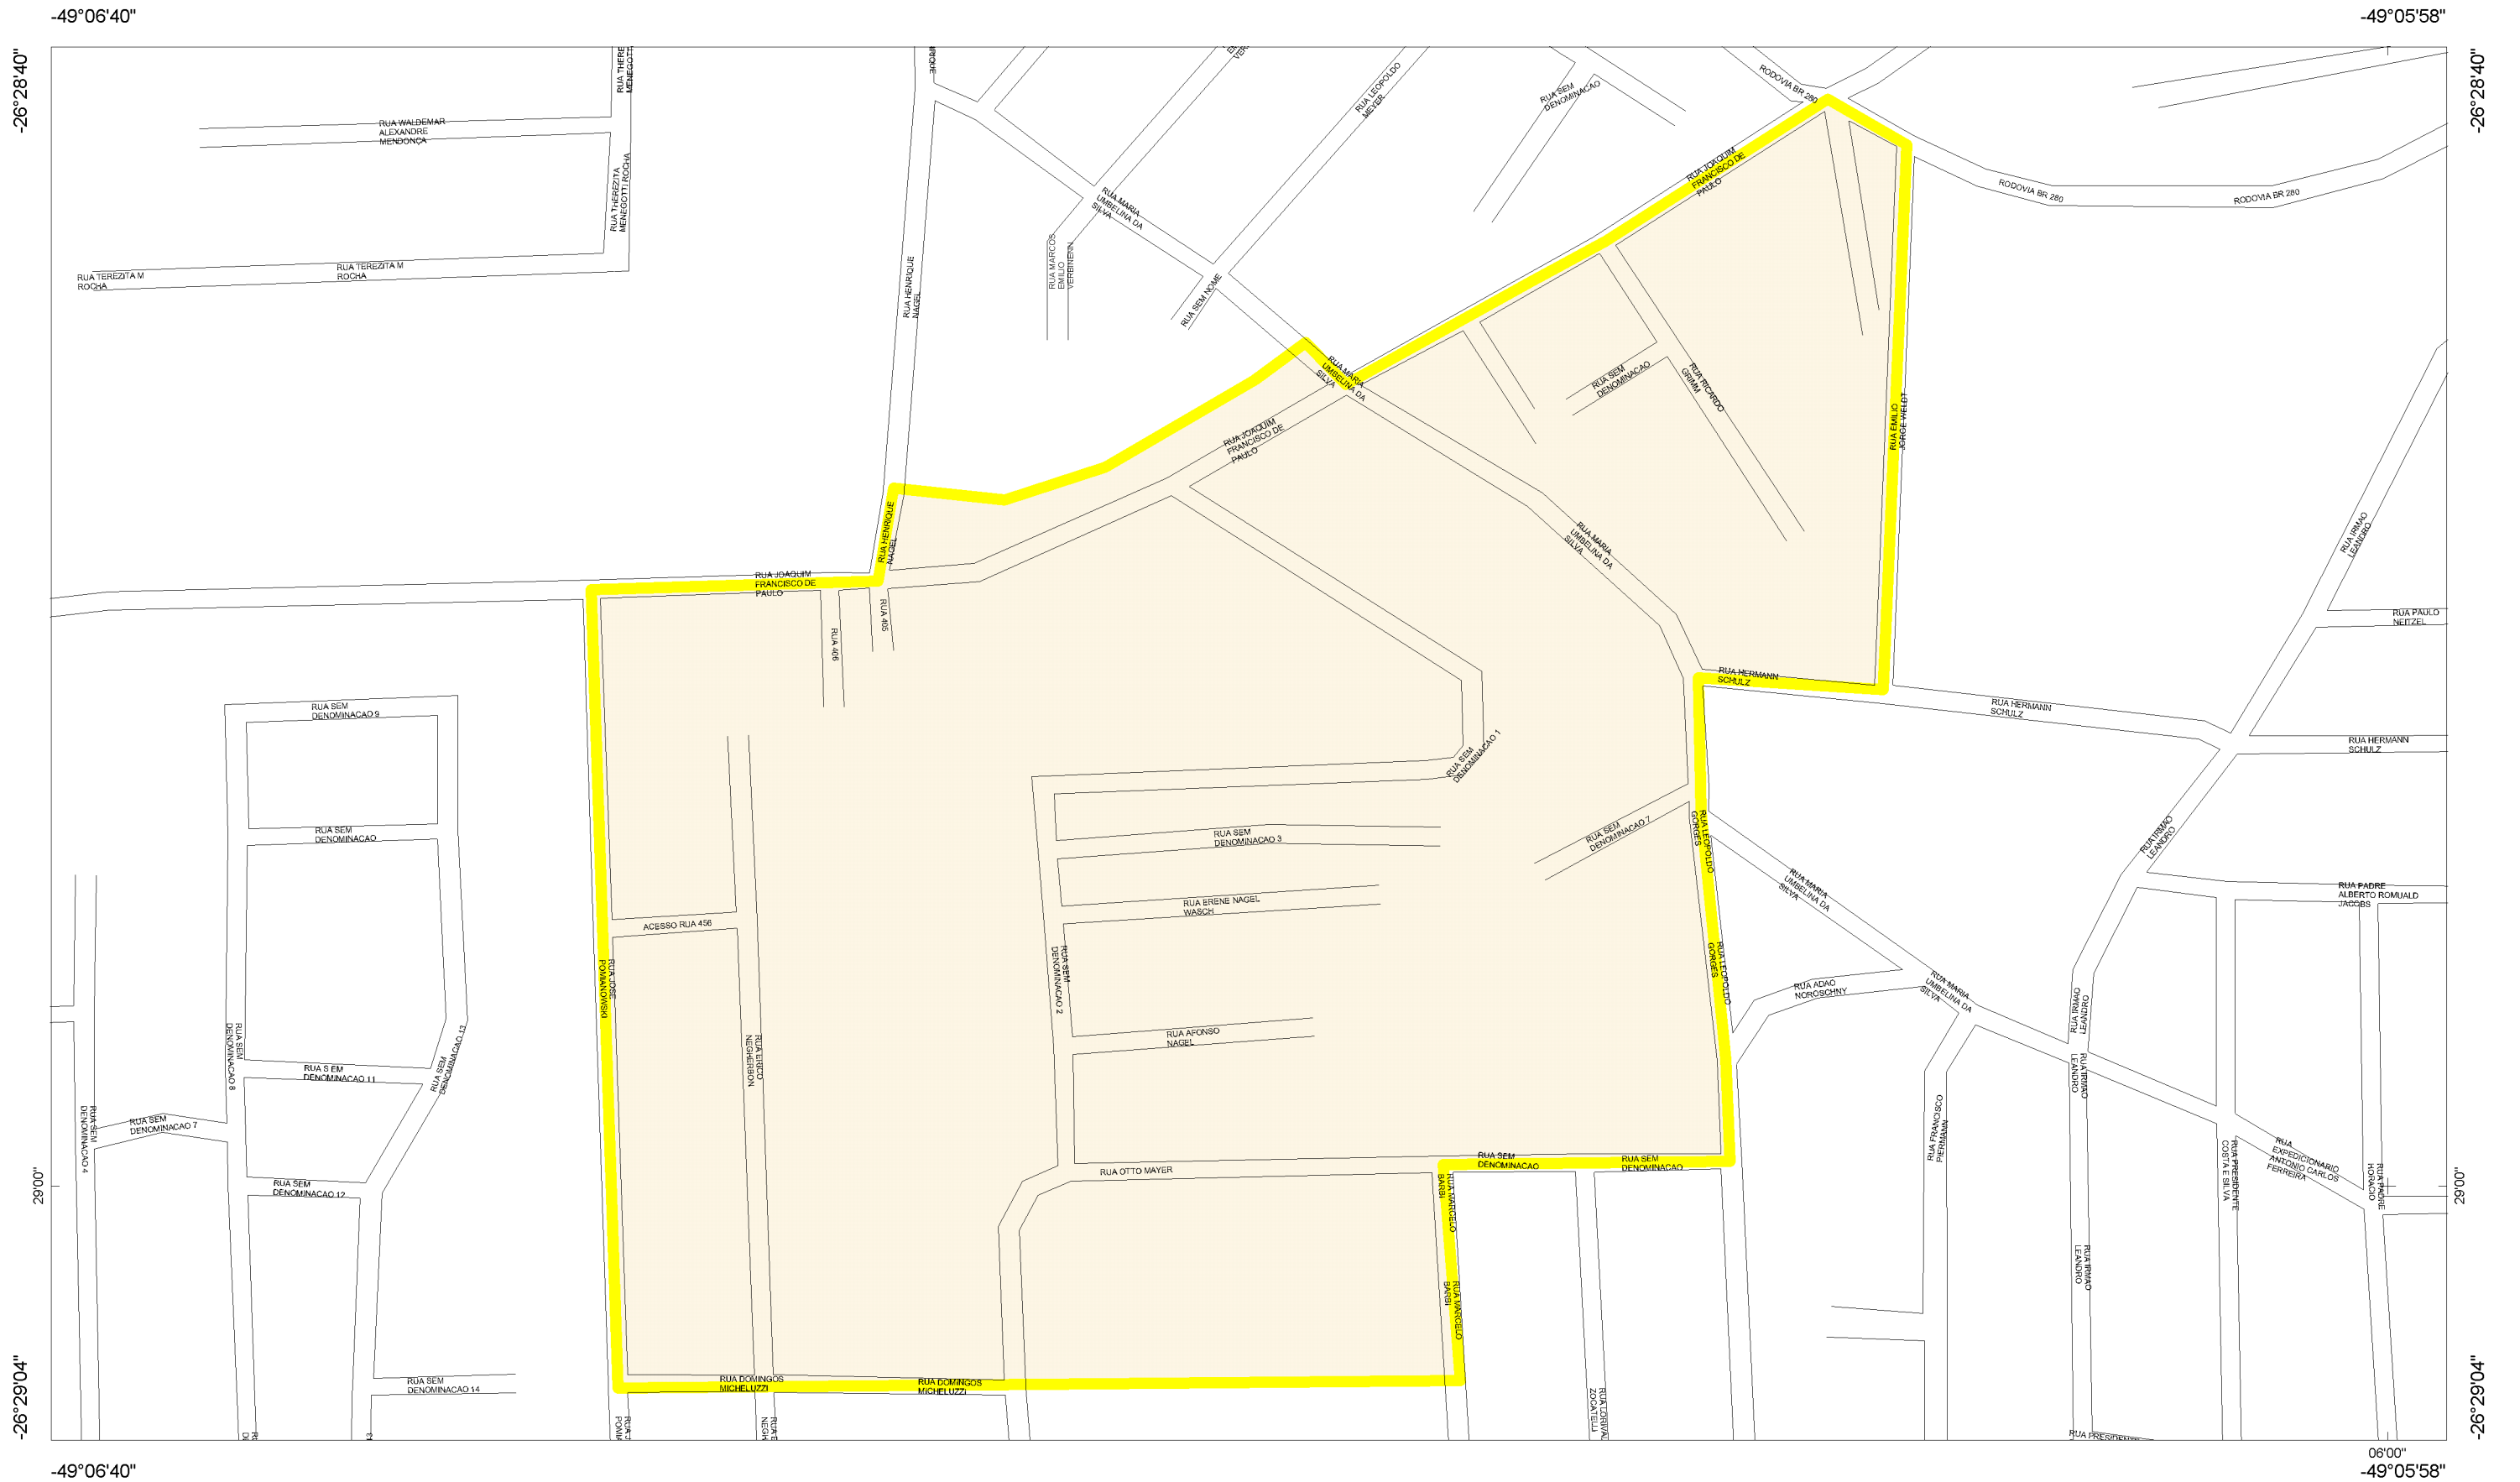 -49°06'40"
-49°05'58"
-26°28'40"
-26°28'40"
RUA THERE
MENEGOTT
RUA LEOPOLDO
MEYER
RODOVIA BR 280
RUA SEM
DENOMINACAO
RUA WALDEMAR
ALEXANDRE
MENDONÇA
RUA THEREZITA
MENEGOTTI ROCHA
RUA JOAQUIM
FRANCISCO DE
PAULO
RODOVIA BR 280
RODOVIA BR 280
RUA MARIA
UMBELINA DA
SILVA
RUA MARCOS
EMILIO
VERBINENN
RUA TEREZITA M
ROCHA
RUA TEREZITA M
ROCHA
RUA HENRIQUE
NAGEL
RUA SEM NOME
RUA MARIA
UMBELINA DA
SILVA
RUA SEM
DENOMINACAO
RUA RICARDO
GRIMM
RUA EMILIO
JORGE WELDT
RUA JOAQUIM
FRANCISCO DE
PAULO
RUA HENRIQUE
NAGEL
RUA MARIA
UMBELINA DA
SILVA
RUA IRMAO
LEANDRO
RUA JOAQUIM
FRANCISCO DE
PAULO
RUA 405
RUA 406
RUA PAULO
NEITZEL
RUA HERMANN
SCHULZ
RUA HERMANN
SCHULZ
RUA HERMANN
SCHULZ
RUA SEM
DENOMINACAO 9
RUA SEM
DENOMINACAO 1
RUA SEM
DENOMINACAO
RUA SEM
DENOMINACAO 3
RUA SEM
DENOMINACAO 7
RUA LEOPOLDO
GORGES
RUA IRMAO
LEANDRO
RUA MARIA
UMBELINA DA
SILVA
RUA PADRE
ALBERTO ROMUALD
JACOBS
RUA ERENE NAGEL
WASCH
ACESSO RUA 456
RUA JOSE
POMIANOWSKI
RUA SEM
DENOMINACAO 2
RUA LEOPOLDO
GORGES
RUA ADAO
NOROSCHNY
RUA MARIA
UMBELINA DA
SILVA
RUA IRMAO
LEANDRO
RUA SEM
DENOMINACAO 8
RUA SEM
DENOMINACAO 13
RUA AFONSO
NAGEL
RUA ERICO
NEGHERBON
RUA S EM
DENOMINACAO 11
RUA IRMAO
LEANDRO
RUA SEM
DENOMINACAO 4
RUA SEM
DENOMINACAO 7
RUA FRANCISCO
PIERMANN
RUA PRESIDENTE
COSTA E SILVA
RUA
EXPEDICIONARIO
ANTONIO CARLOS
FERREIRA
RUA PADRE
HORACIO
RUA OTTO MAYER
RUA SEM
DENOMINACAO
RUA SEM
DENOMINACAO
RUA SEM
DENOMINACAO 12
29'00"
29'00"
RUA MARCELO
BARBI
RUA IRMAO
LEANDRO
RUA MARCELO
BARBI
RUA SEM
DENOMINACAO 14
RUA DOMINGOS
MICHELUZZI
RUA DOMINGOS
MICHELUZZI
RUA LORIVAL
ZOCATELLI
-26°29'04"
-26°29'04"
06'00"
-49°06'40"
-49°05'58"